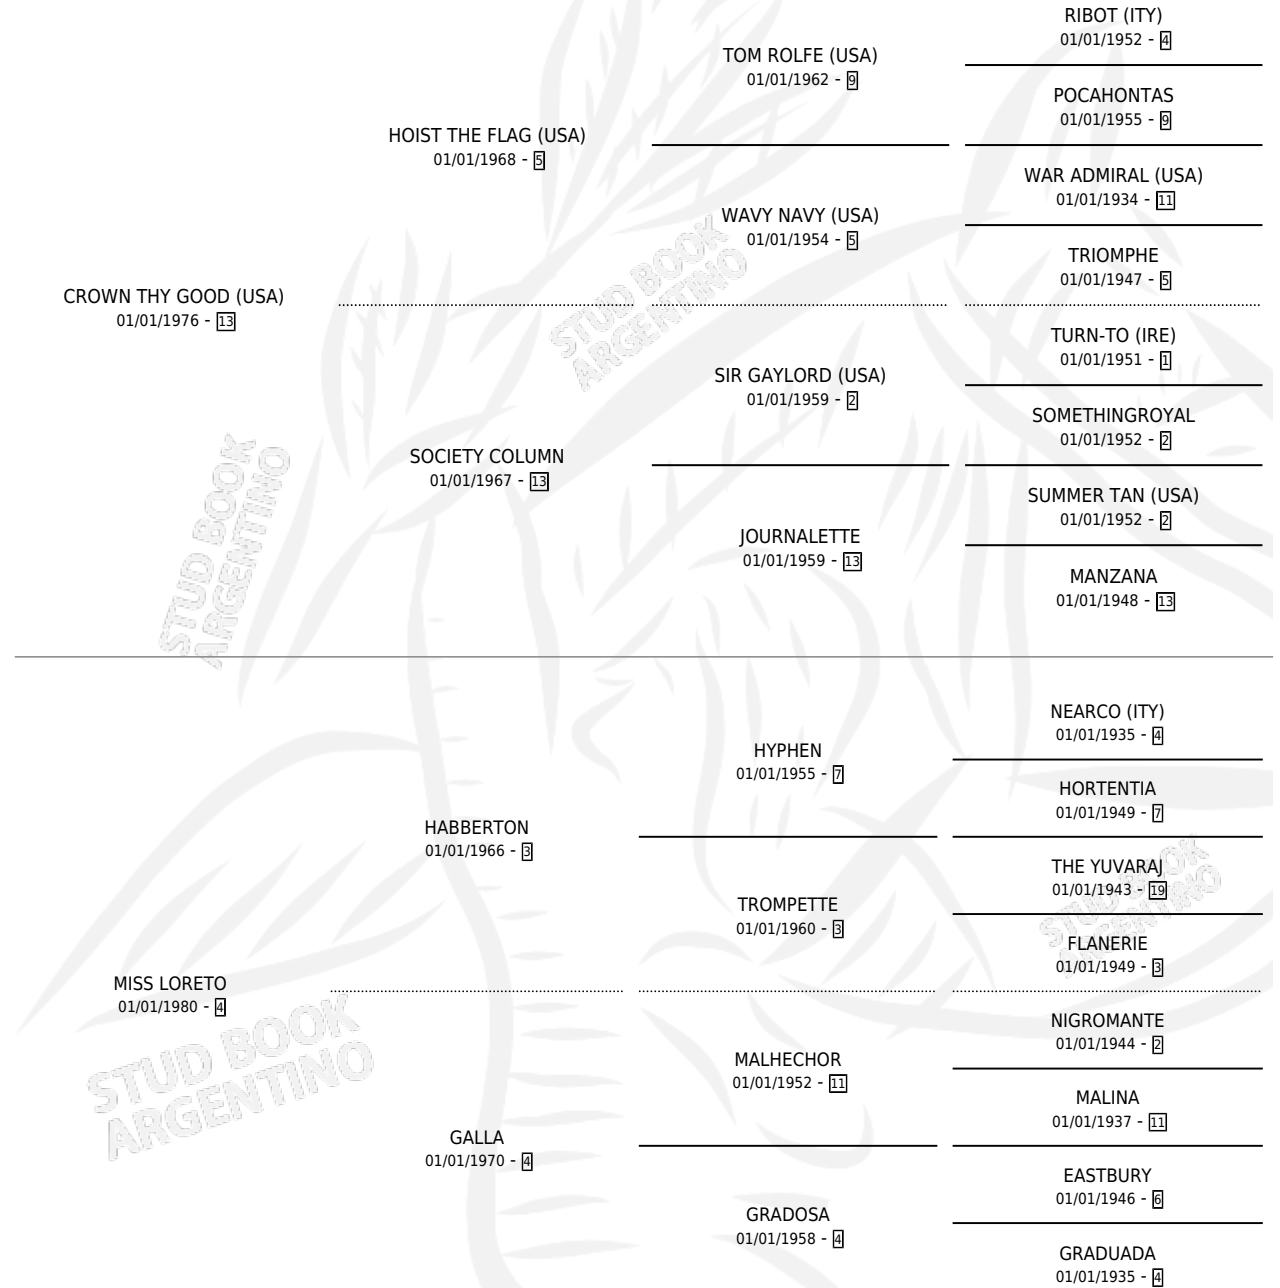 RIBOT (ITY)
01/01/1952 - 4
TOM ROLFE (USA)
01/01/1962 - 9
POCAHONTAS
01/01/1955 - 9
HOIST THE FLAG (USA)
01/01/1968 - 5
WAR ADMIRAL (USA)
01/01/1934 - 11
WAVY NAVY (USA)
01/01/1954 - 5
TRIOMPHE
01/01/1947 - 5
CROWN THY GOOD (USA)
01/01/1976 - 13
TURN-TO (IRE)
01/01/1951 - 1
SIR GAYLORD (USA)
01/01/1959 - 2
SOMETHINGROYAL
01/01/1952 - 2
SOCIETY COLUMN
01/01/1967 - 13
SUMMER TAN (USA)
01/01/1952 - 2
JOURNALETTE
01/01/1959 - 13
MANZANA
01/01/1948 - 13
STUD BOOK
ARGENTINO
STUD BOOK
ARGENTINO
NEARCO (ITY)
01/01/1935 - 4
HYPHEN
01/01/1955 - 7
HORTENTIA
01/01/1949 - 7
HABBERTON
01/01/1966 - 3
THE YUVARAJ
01/01/1943 - 19
TROMPETTE
01/01/1960 - 3
FLANERIE
01/01/1949 - 3
MISS LORETO
01/01/1980 - 4
NIGROMANTE
01/01/1944 - 2
MALHECHOR
01/01/1952 - 11
MALINA
01/01/1937 - 11
GALLA
01/01/1970 - 4
EASTBURY
01/01/1946 - 6
GRADOSA
01/01/1958 - 4
GRADUADA
01/01/1935 - 4
STUD BOOK
ARGENTINO
STUD BOOK
ARGENTINO